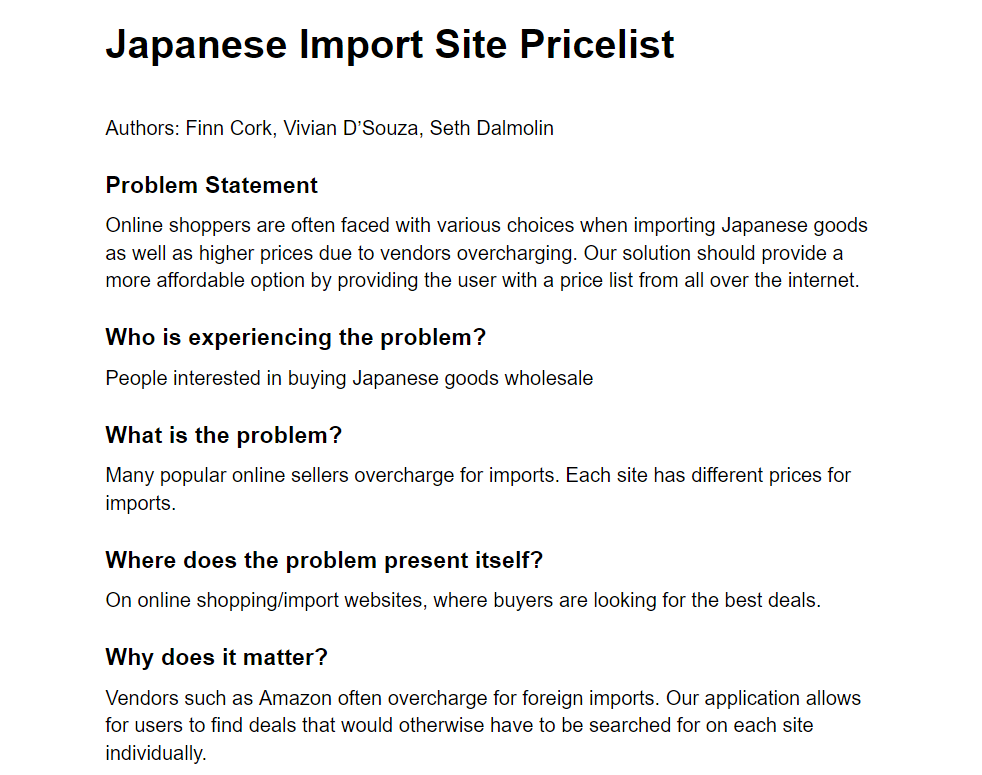 Japanese Import Site Pricelist
Authors: Finn Cork, Vivian D’Souza, Seth Dalmolin
Problem Statement
Online shoppers are often faced with various choices when importing Japanese goods
as well as higher prices due to vendors overcharging. Our solution should provide a
more affordable option by providing the user with a price list from all over the internet.
Who is experiencing the problem?
People interested in buying Japanese goods wholesale
What is the problem?
Many popular online sellers overcharge for imports. Each site has different prices for
imports.
Where does the problem present itself?
On online shopping/import websites, where buyers are looking for the best deals.
Why does it matter?
Vendors such as Amazon often overcharge for foreign imports. Our application allows
for users to find deals that would otherwise have to be searched for on each site
individually.